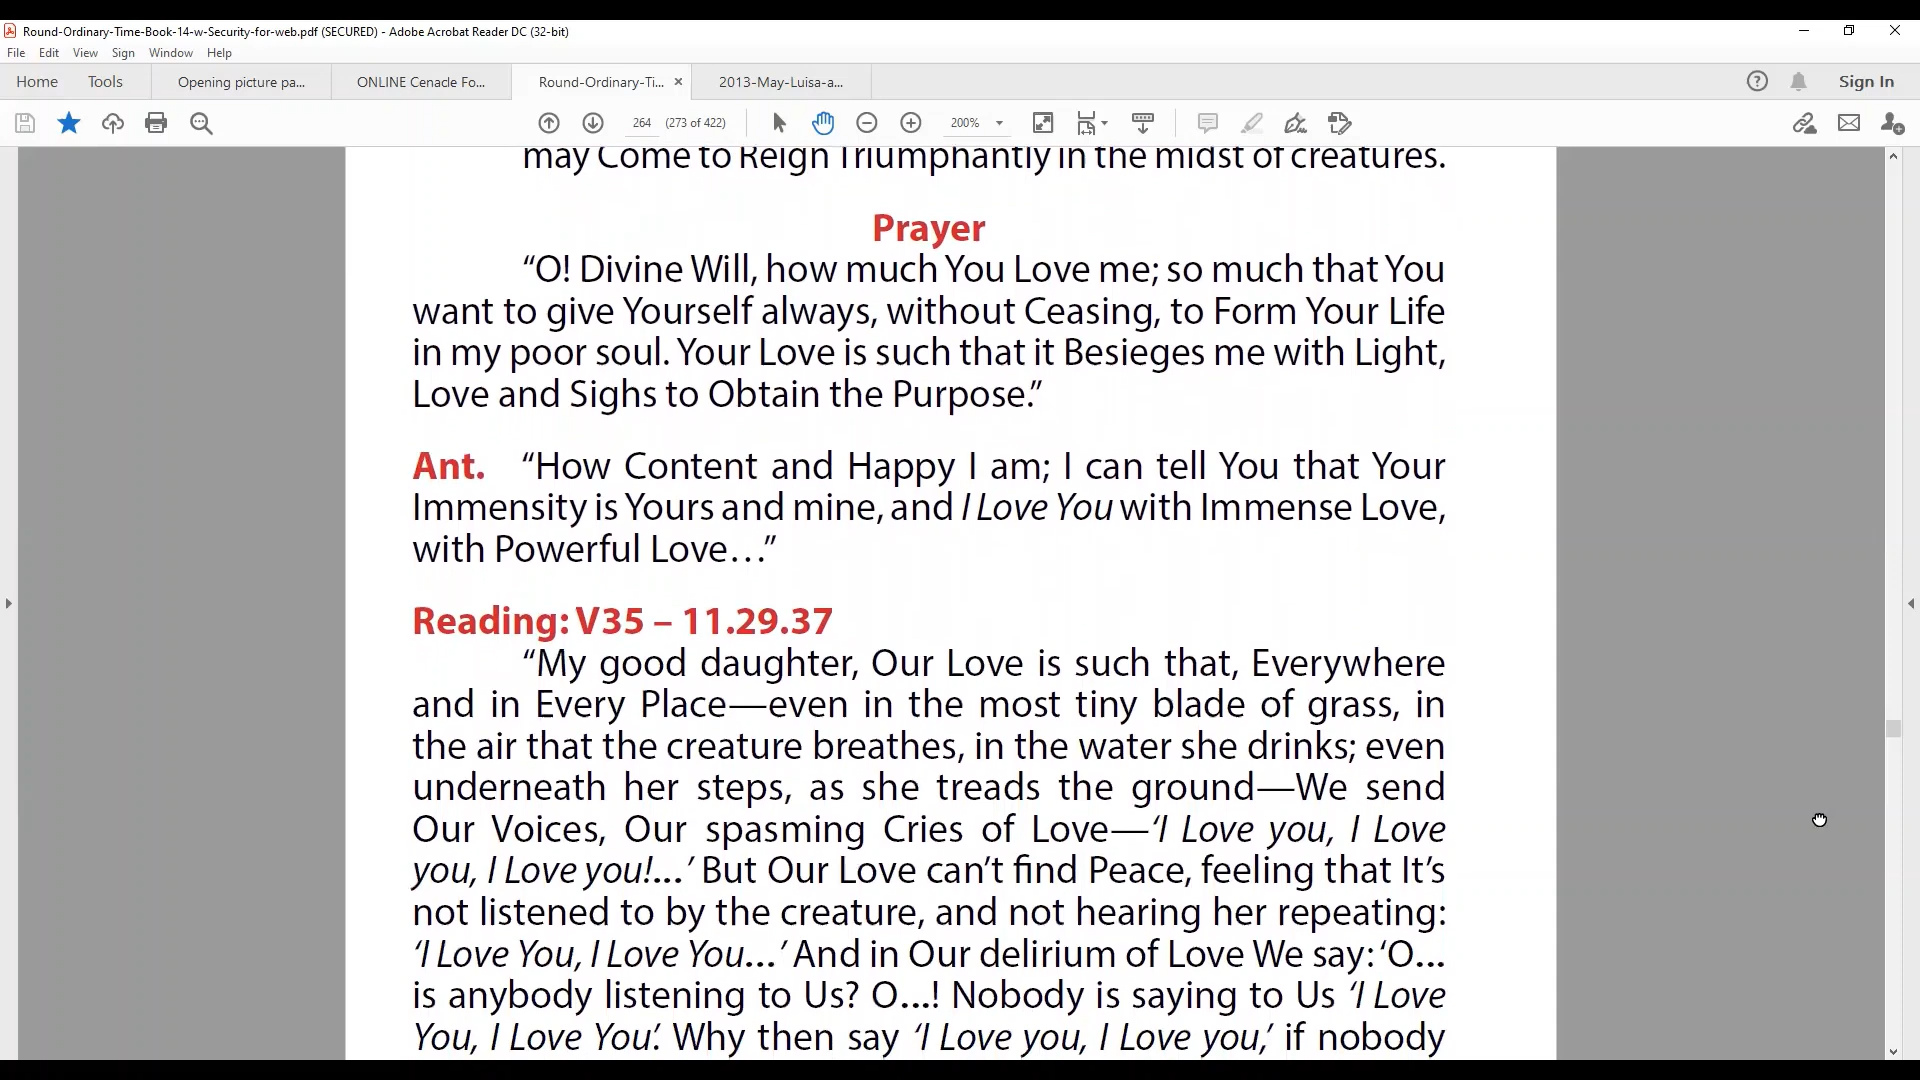 Round-Ordinary-Time-Book-14-w-Security-for-web.pdf (SECURED) - Adobe Acrobat Reader DC (32-bit)
File Edit View Sign Window Help
Home Tools Opening picture pa... ONLINE Cenacle Fo... Round-Ordinary-Ti... × 2013-May-Luisa-a... Sign In
264 (273 of 422) 200%
may Come to Reign Triumphantly in the midst of creatures.
Prayer
“O! Divine Will, how much You Love me; so much that You
want to give Yourself always, without Ceasing, to Form Your Life
in my poor soul. Your Love is such that it Besieges me with Light,
Love and Sighs to Obtain the Purpose.”
Ant. “How Content and Happy I am; I can tell You that Your
Immensity is Yours and mine, and I Love You with Immense Love,
with Powerful Love…”
Reading: V35 – 11.29.37
“My good daughter, Our Love is such that, Everywhere
and in Every Place—even in the most tiny blade of grass, in
the air that the creature breathes, in the water she drinks; even
underneath her steps, as she treads the ground—We send
Our Voices, Our spasming Cries of Love—‘I Love you, I Love
you, I Love you!...’ But Our Love can’t find Peace, feeling that It’s
not listened to by the creature, and not hearing her repeating:
‘I Love You, I Love You...’ And in Our delirium of Love We say: ‘O...
is anybody listening to Us? O...! Nobody is saying to Us ‘I Love
You, I Love You’. Why then say ‘I Love you, I Love you,’ if nobody